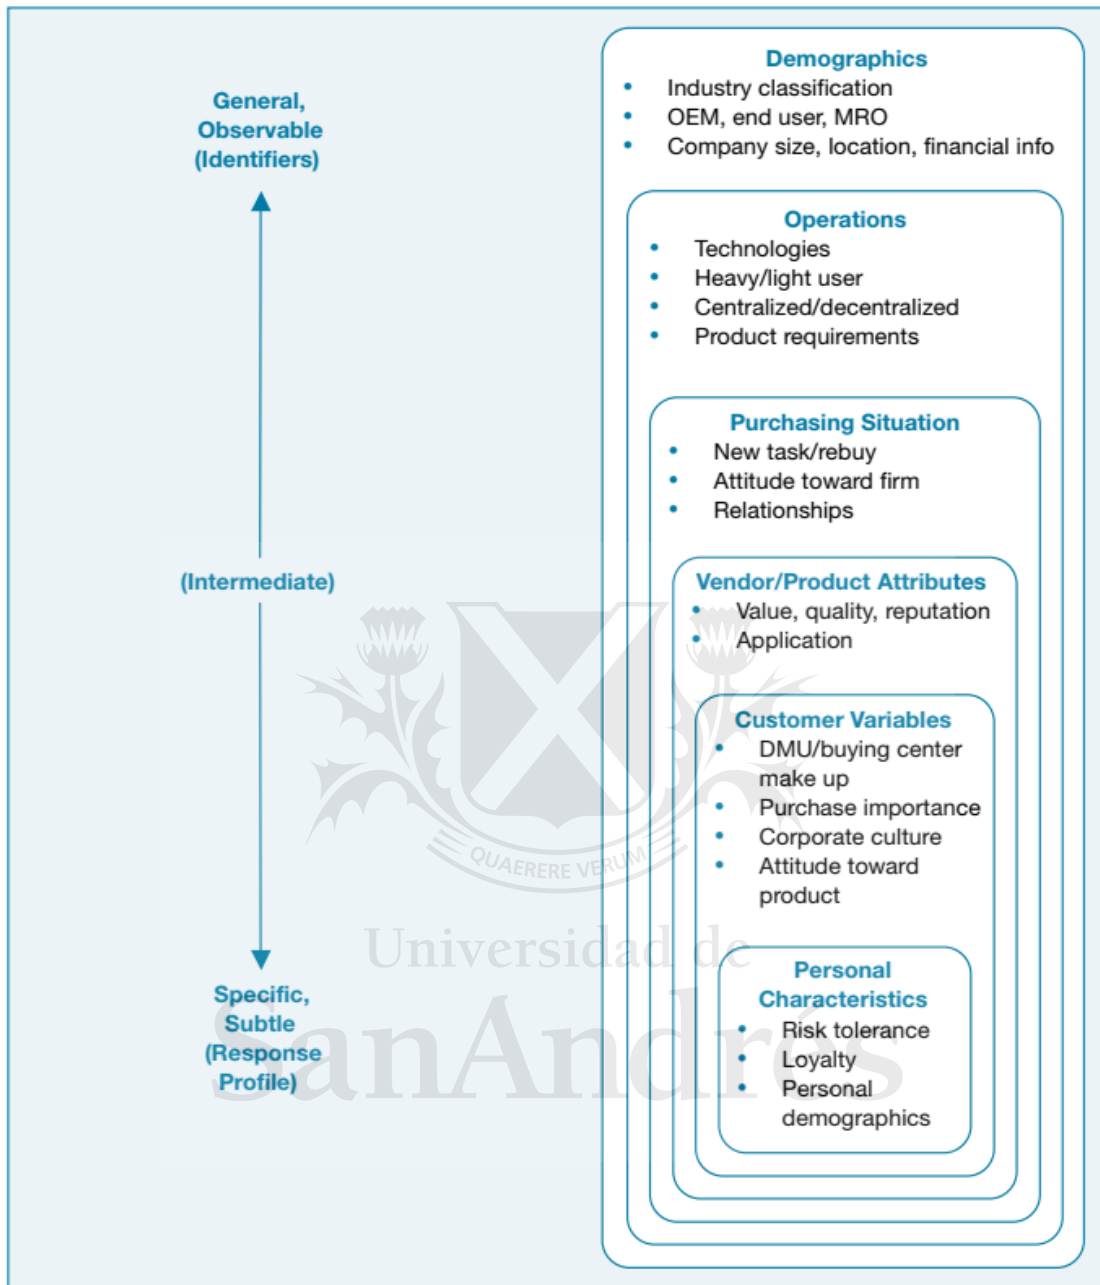 General,
Observable
(Identifiers)
(Intermediate)
Specific,
Subtle
(Response
Profile)
Demographics
• Industry classification
• OEM, end user, MRO
• Company size, location, financial info
Operations
• Technologies
• Heavy/light user
• Centralized/decentralized
• Product requirements
Purchasing Situation
• New task/rebuy
• Attitude toward firm
• Relationships
Vendor/Product Attributes
• Value, quality, reputation
• Application
Customer Variables
• DMU/buying center
make up
• Purchase importance
• Corporate culture
• Attitude toward
product
Personal
Characteristics
• Risk tolerance
• Loyalty
• Personal
demographics
QUAERERE VERUM
Universidad de
SanAndrés